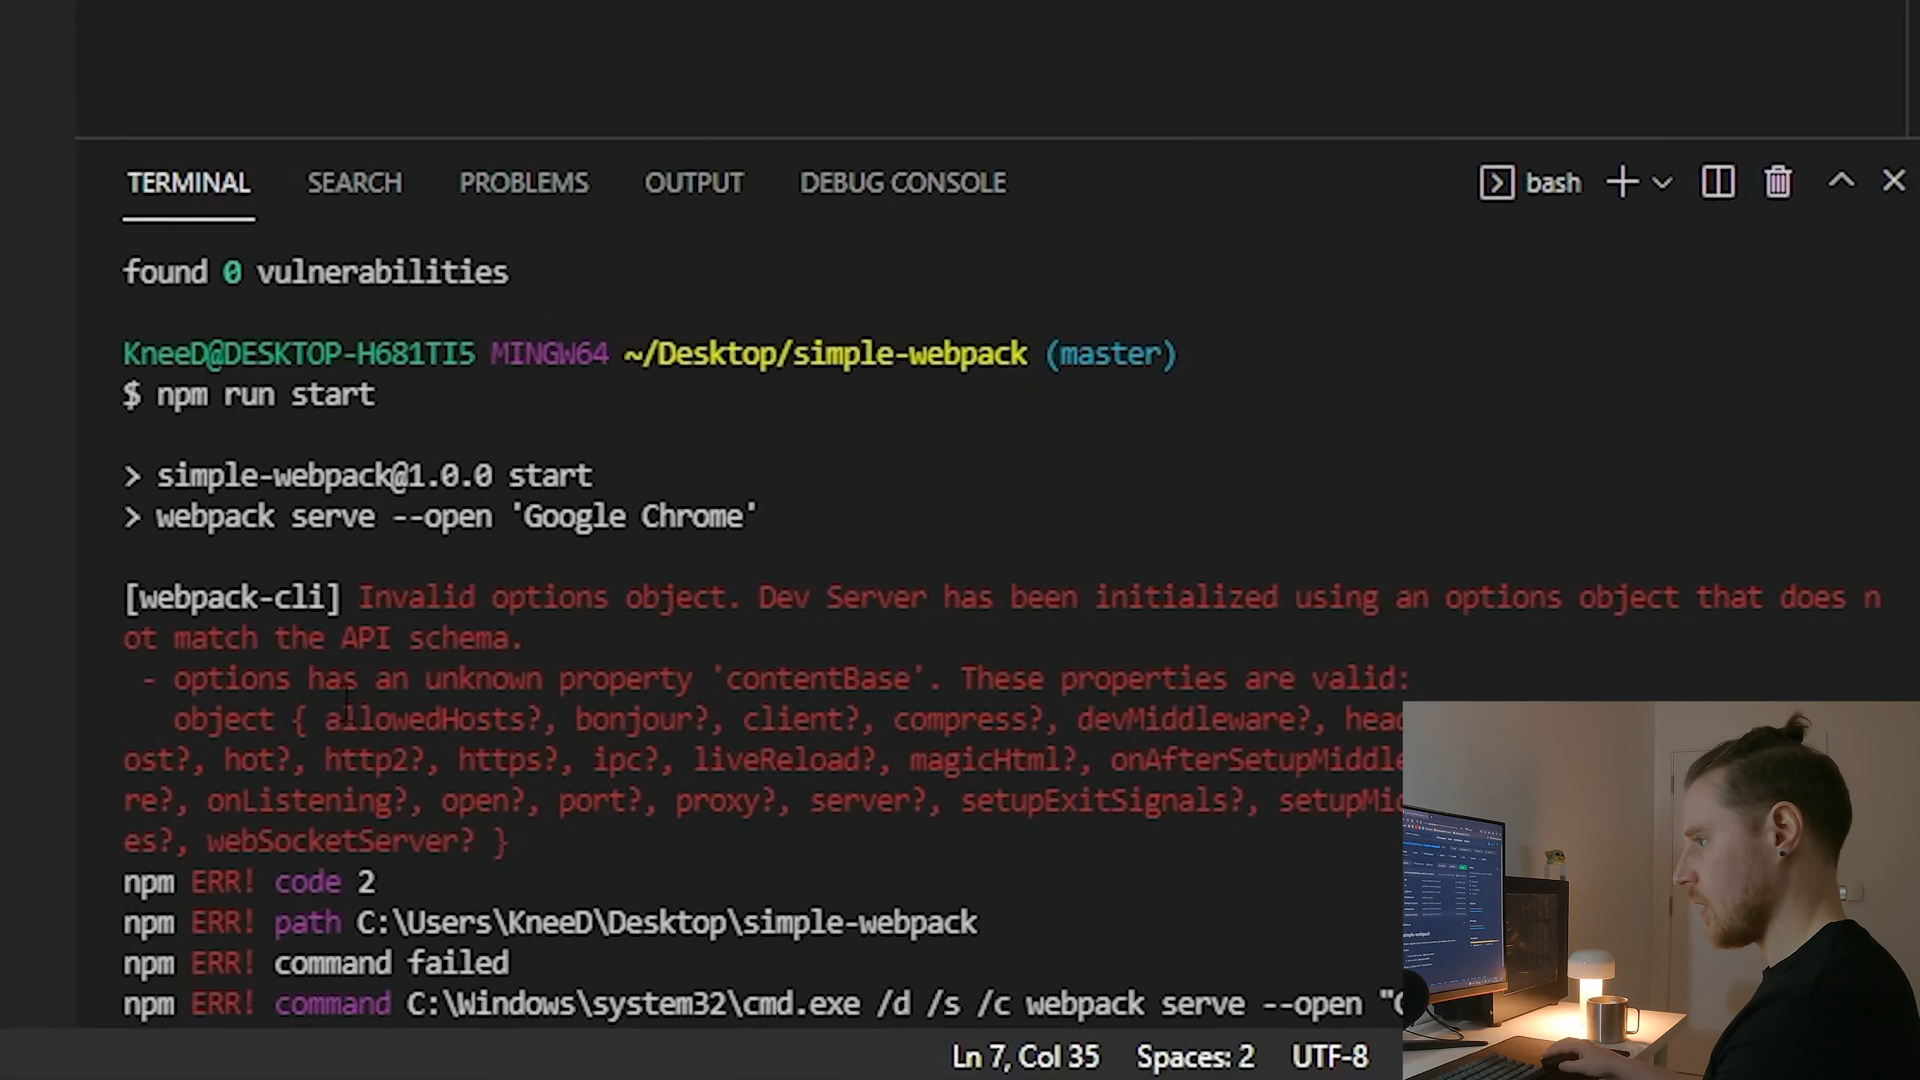 TERMINAL SEARCH PROBLEMS OUTPUT DEBUG CONSOLE bash
found 0 vulnerabilities
KneeD@DESKTOP-H681TI5 MINGW64 ~/Desktop/simple-webpack (master)
$ npm run start
> simple-webpack@1.0.0 start
> webpack serve --open 'Google Chrome'
[webpack-cli] Invalid options object. Dev Server has been initialized using an options object that does n
ot match the API schema.
- options has an unknown property 'contentBase'. These properties are valid:
object { allowedHosts?, bonjour?, client?, compress?, devMiddleware?, head
ost?, hot?, http2?, https?, ipc?, liveReload?, magicHtml?, onAfterSetupMiddle
re?, onListening?, open?, port?, proxy?, server?, setupExitSignals?, setupMid
es?, webSocketServer? }
npm ERR! code 2
npm ERR! path C:\Users\KneeD\Desktop\simple-webpack
npm ERR! command failed
npm ERR! command C:\Windows\system32\cmd.exe /d /s /c webpack serve --open "G
Ln 7, Col 35 Spaces: 2 UTF-8